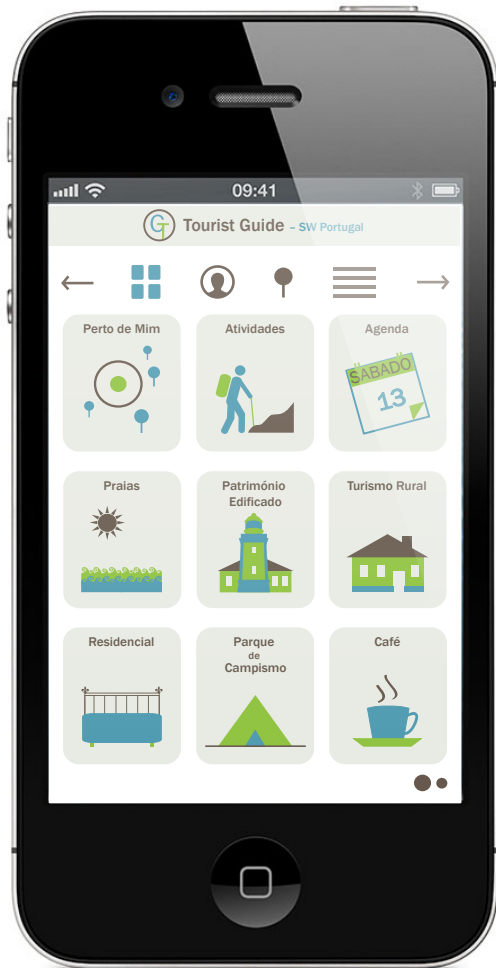 09:41
GT Tourist Guide – SW Portugal
Perto de Mim
Atividades
Agenda
SABADO
13
Praias
Património
Edificado
Turismo Rural
Residencial
Parque
de
Campismo
Café